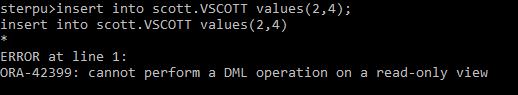 sterpu>insert into scott.VSCOTT values(2,4);
insert into scott.VSCOTT values(2,4)
*
ERROR at line 1:
ORA-42399: cannot perform a DML operation on a read-only view